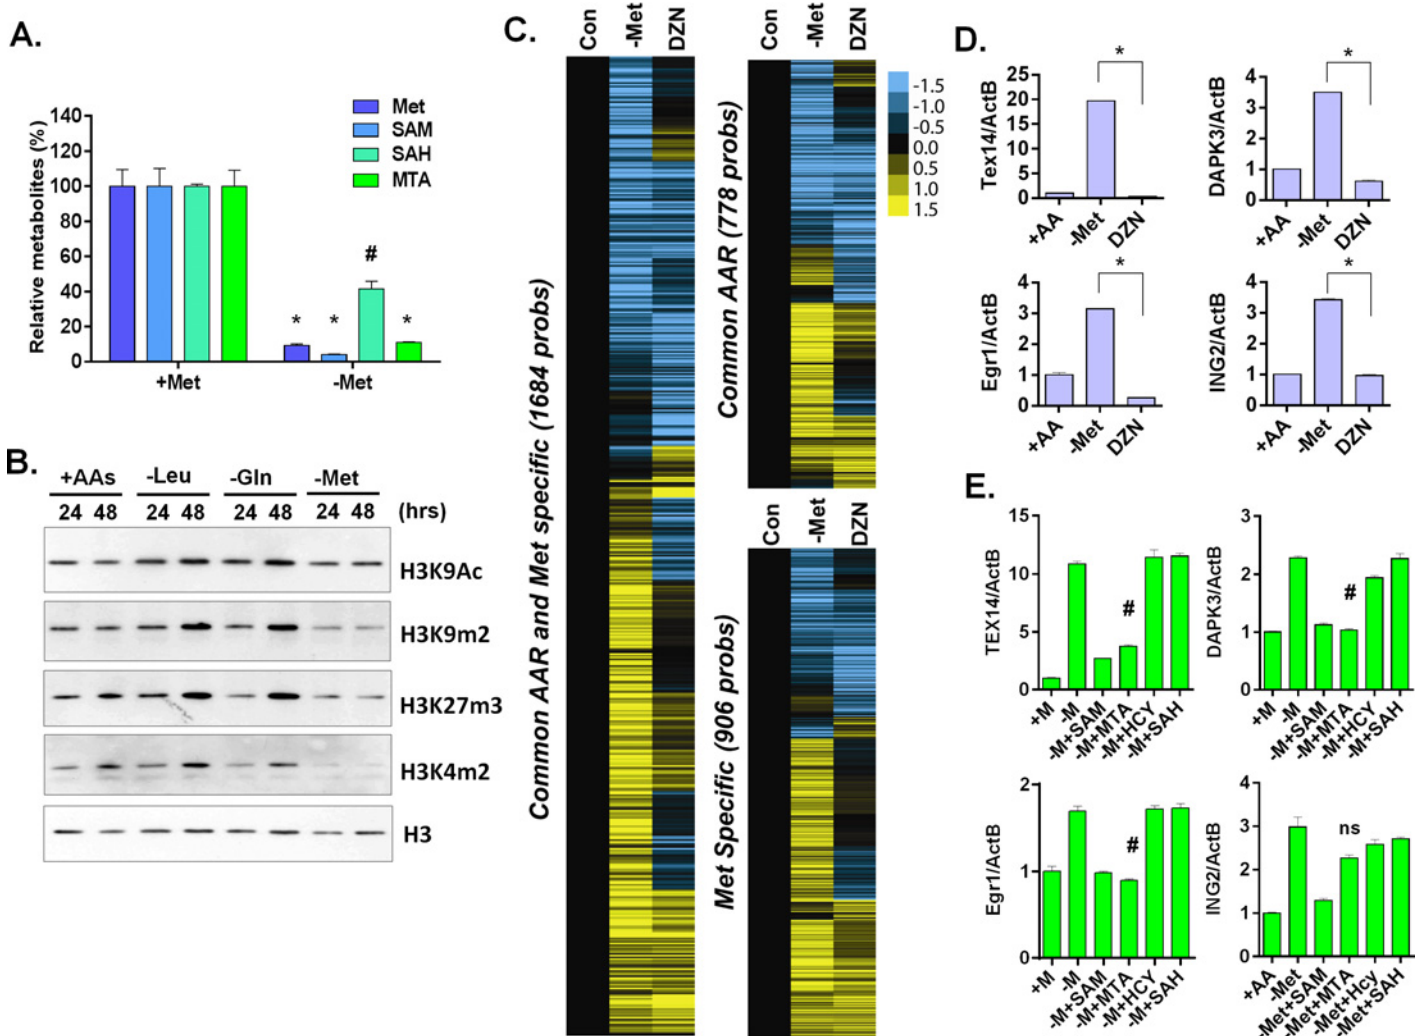 A.
Relative metabolites (%)
140
120
100
80
60
40
20
0
Met
SAM
SAH
MTA
#
* * *
+Met -Met
B.
+AAs -Leu -Gln -Met
24 48 24 48 24 48 24 48 (hrs)
H3K9Ac
H3K9m2
H3K27m3
H3K4m2
H3
C.
Con -Met DZN
Common AAR and Met specific (1684 probs)
Con -Met DZN
Common AAR (778 probs)
-1.5
-1.0
-0.5
0.0
0.5
1.0
1.5
Con -Met DZN
Met Specific (906 probs)
D.
Tex14/ActB
25
20
15
10
5
0
*
+AA -Met DZN
DAPK3/ActB
4
3
2
1
0
*
+AA -Met DZN
Egr1/ActB
4
3
2
1
0
*
+AA -Met DZN
ING2/ActB
4
3
2
1
0
*
+AA -Met DZN
E.
TEX14/ActB
15
10
5
0
#
+M -M -M+SAM -M+MTA -M+HCY -M+SAH
DAPK3/ActB
3
2
1
0
#
+M -M -M+SAM -M+MTA -M+HCY -M+SAH
Egr1/ActB
2
1
0
#
+M -M -M+SAM -M+MTA -M+HCY -M+SAH
ING2/ActB
4
3
2
1
0
ns
+AA -Met -Met+SAM -Met+MTA -Met+Hcy -Met+SAH